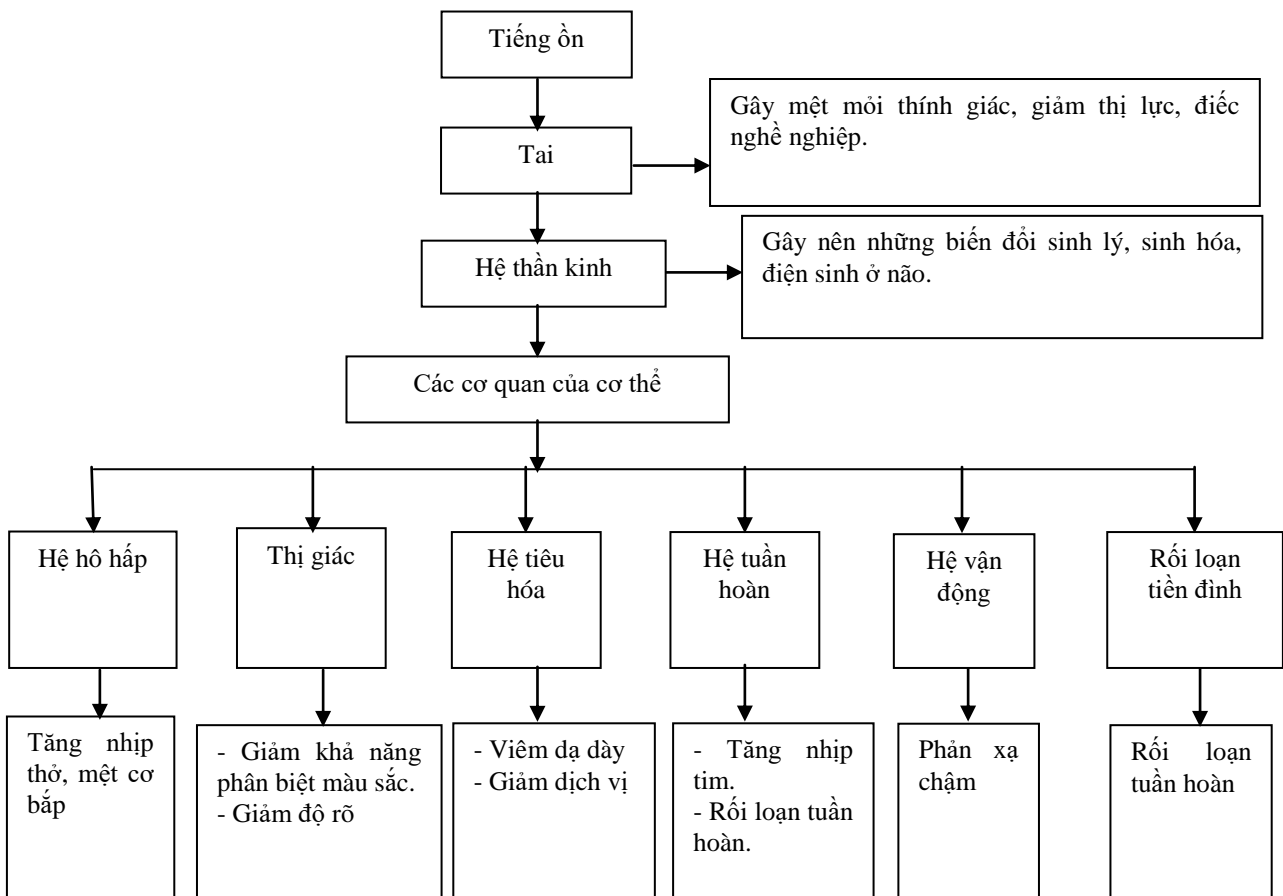 Tiếng ồn
Gây mệt mỏi thính giác, giảm thị lực, điếc
nghề nghiệp.
Tai
Gây nên những biến đổi sinh lý, sinh hóa,
điện sinh ở não.
Hệ thần kinh
Các cơ quan của cơ thể
Hệ hô hấp
Thị giác
Hệ tiêu
hóa
Hệ tuần
hoàn
Hệ vận
động
Rối loạn
tiền đình
Tăng nhịp
thở, mệt cơ
bắp
- Giảm khả năng
phân biệt màu sắc.
- Giảm độ rõ
- Viêm dạ dày
- Giảm dịch vị
- Tăng nhịp
tim.
- Rối loạn tuần
hoàn.
Phản xạ
chậm
Rối loạn
tuần hoàn